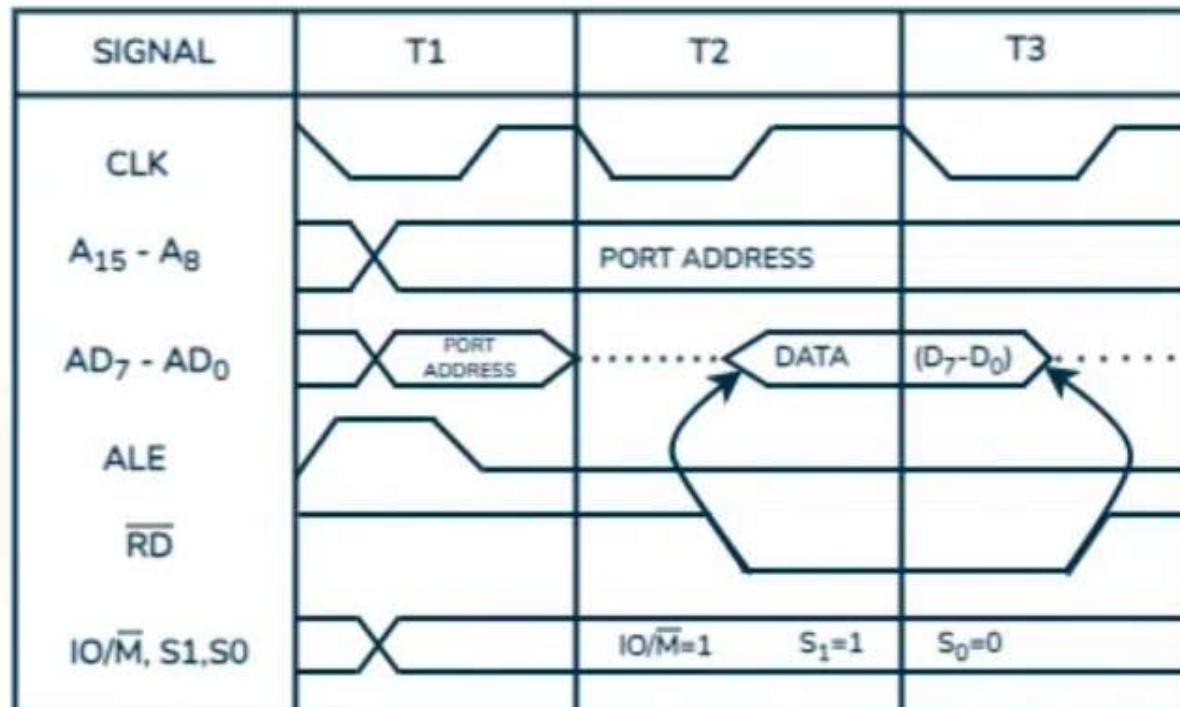 SIGNAL T1 T2 T3
CLK
A₁₅ - A₈ PORT ADDRESS
AD₇ - AD₀ PORT ADDRESS DATA (D₇-D₀)
ALE
R̅D̅
IO/M̅, S1,S0 IO/M̅=1 S₁=1 S₀=0